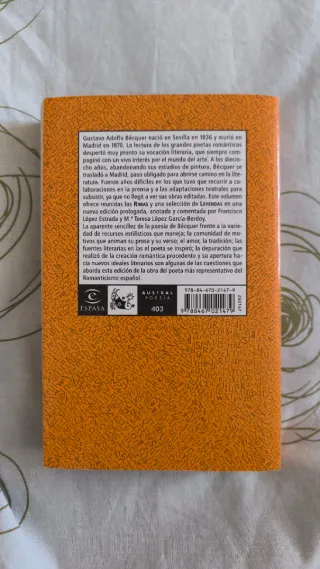 Gustavo Adolfo Bécquer nació en Sevilla en 1836 y murió en
Madrid en 1870. La lectura de los grandes poetas románticos
despertó muy pronto su vocación literaria, que siempre com-
paginó con un vivo interés por el mundo del arte. A los diecio-
cho años, abandonando sus estudios de pintura, Bécquer se
trasladó a Madrid, paso obligado para abrirse camino en la lite-
ratura. Fueron años difíciles en los que tuvo que recurrir a co-
laboraciones en la prensa y a las adaptaciones teatrales para
subsistir, ya que no llegó a ver sus obras editadas. Este volumen
ofrece reunidas las RIMAS y una selección de LEYENDAS en una
nueva edición prologada, anotada y comentada por Francisco
López Estrada y M.ª Teresa López García-Berdoy.
La aparente sencillez de la poesía de Bécquer frente a la varie-
dad de recursos estilísticos que maneja; la comunidad de mo-
tivos que animan su prosa y su verso; el amor, la tradición; las
fuentes literarias en las que el poeta se inspiró; la depuración que
realizó de la creación romántica precedente y su apertura ha-
cia nuevos ideales literarios son algunas de las cuestiones que
aborda esta edición de la obra del poeta más representativo del
Romanticismo español.
ESPASA
AUSTRAL
POESÍA
403
978-84-670-2147-9
9788467021479